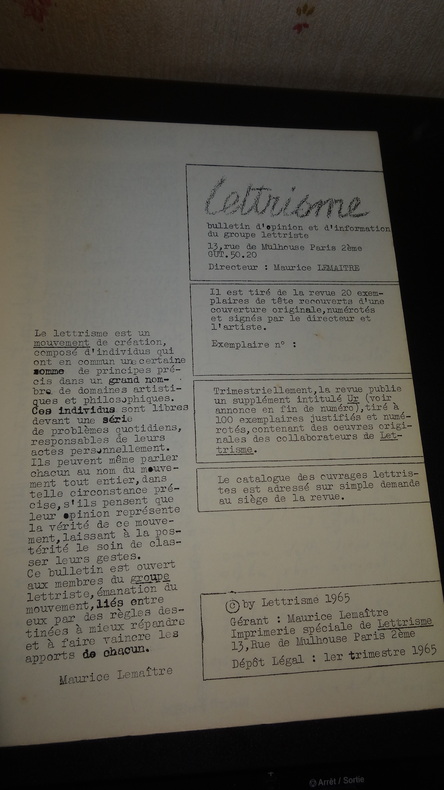 Le lettrisme est un
mouvement de création,
composé d'individus qui
ont en commun une certaine
somme de principes pré-
cis dans un grand nom-
bre de domaines artisti-
ques et philosophiques.
Ces individus sont libres
devant une série
de problèmes quotidiens,
responsables de leurs
actes personnellement.
Ils peuvent même parler
chacun au nom du mouve-
ment tout entier,dans
telle circonstance pré-
cise,s'ils pensent que
leur opinion représente
la vérité de ce mouve-
ment,laissant à la pos-
térité le soin de clas-
ser leurs gestes.
Ce bulletin est ouvert
aux membres du groupe
lettriste,émanation du
mouvement,liés entre
eux par des règles des-
tinées à mieux répandre
et à faire vaincre les
apports de chacun.
Maurice Lemaître
Lettrisme
bulletin d'opinion et d'information
du groupe lettriste
13,rue de Mulhouse Paris 2ème
GUT.50.20
Directeur : Maurice LEMAITRE
Il est tiré de la revue 20 exem-
plaires de tête recouverts d'une
couverture originale,numérotés
et signés par le directeur et
l'artiste.
Exemplaire n° :
Trimestriellement,la revue publie
un supplément intitulé Ur (voir
annonce en fin de numéro),tiré à
100 exemplaires justifiés et numé-
rotés,contenant des oeuvres origi-
nales des collaborateurs de Let-
trisme.
Le catalogue des ouvrages lettris-
tes est adressé sur simple demande
au siège de la revue.
© by Lettrisme 1965
Gérant : Maurice Lemaître
Imprimerie spéciale de Lettrisme
13,Rue de Mulhouse Paris 2ème
Dépôt Légal : 1er trimestre 1965
Arrêt / Sortie